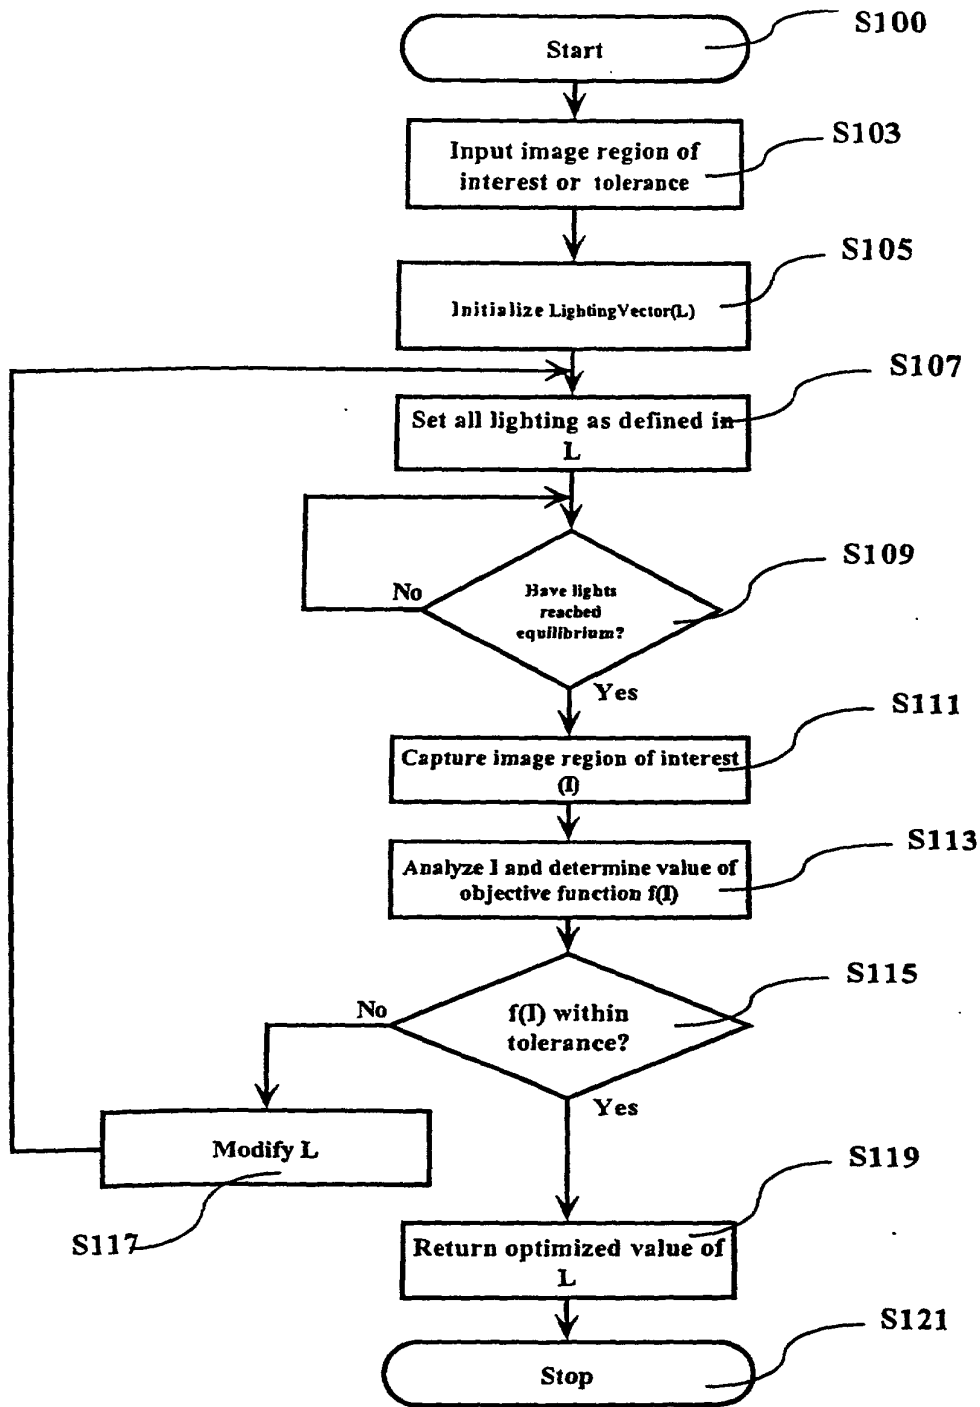 S100
Start
S103
Input image region of
interest or tolerance
S105
Initialize LightingVector(L)
S107
Set all lighting as defined in
L
S109
No
Have lights
reached
equilibrium?
Yes
S111
Capture image region of interest
(I)
S113
Analyze I and determine value of
objective function f(I)
S115
No
f(I) within
tolerance?
Yes
Modify L
S117
S119
Return optimized value of
L
S121
Stop